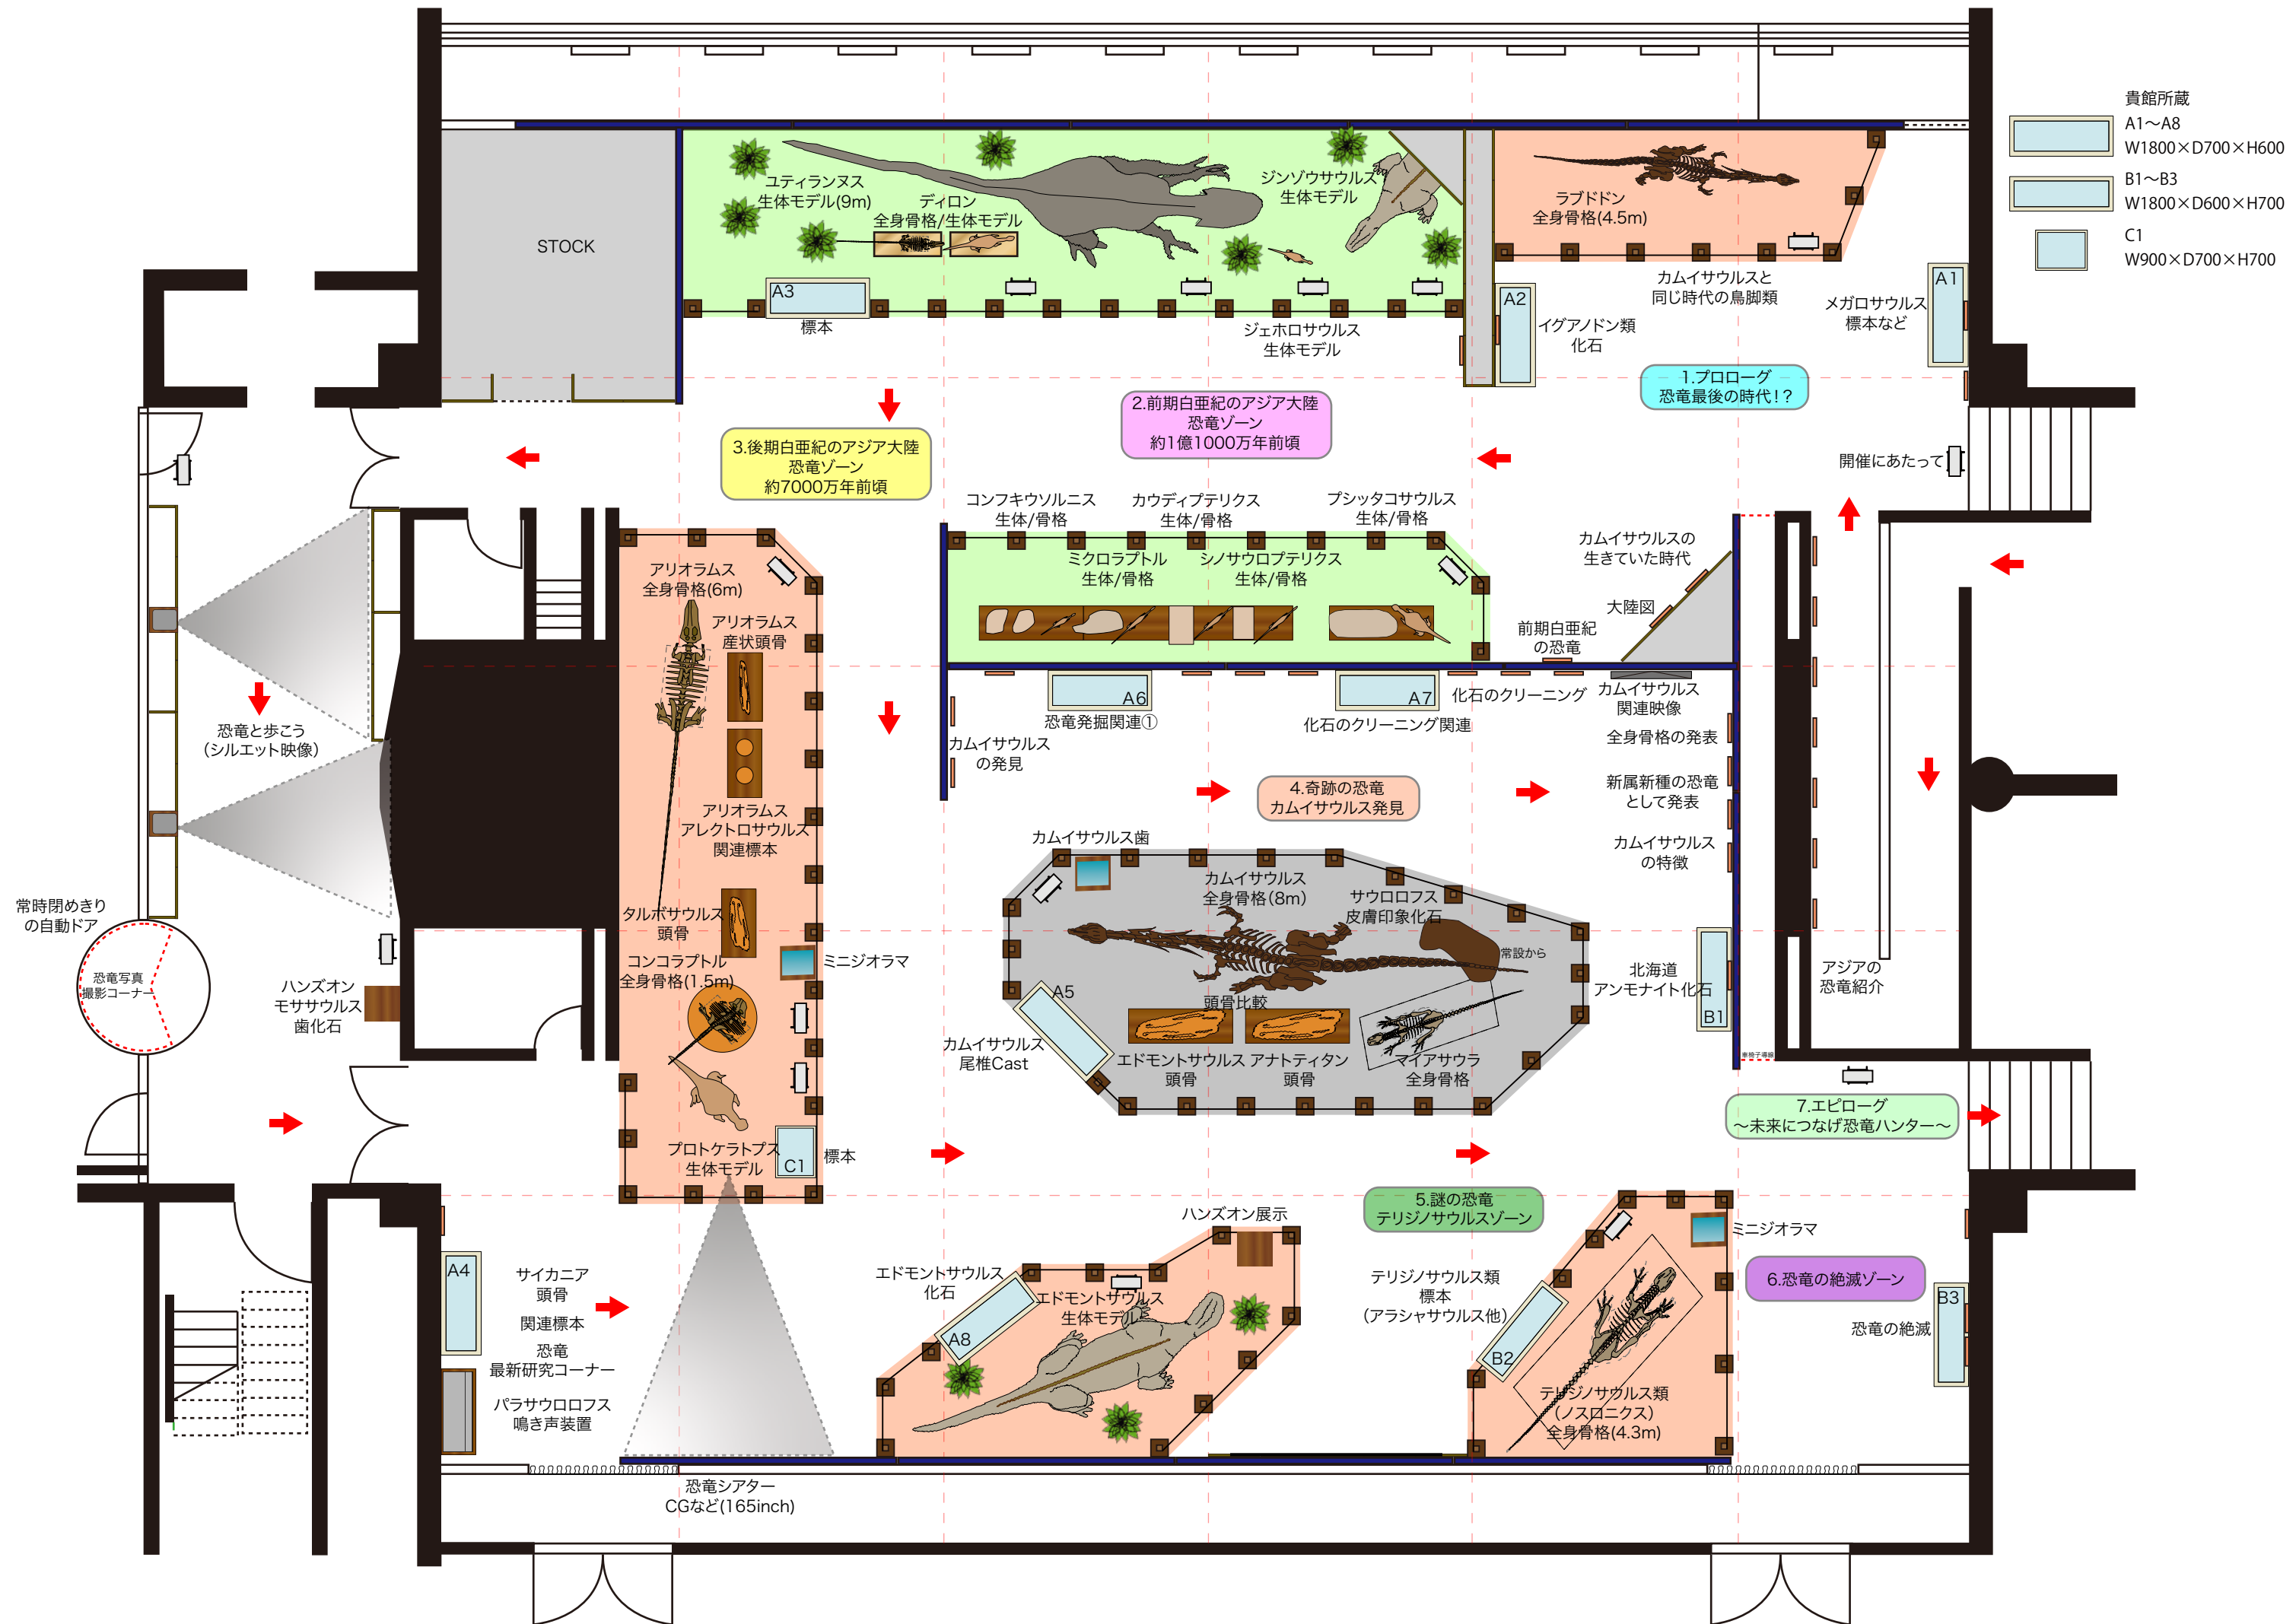 貴館所蔵
A1〜A8
W1800×D700×H600
B1〜B3
W1800×D600×H700
C1
W900×D700×H700
STOCK
ユティランヌス
生体モデル(9m)
ディロン
全身骨格/生体モデル
ジンゾウサウルス
生体モデル
A3
標本
ジェホロサウルス
生体モデル
ラブドドン
全身骨格(4.5m)
カムイサウルスと
同じ時代の鳥脚類
A2
イグアノドン類
化石
A1
メガロサウルス
標本など
1.プロローグ
恐竜最後の時代!?
2.前期白亜紀のアジア大陸
恐竜ゾーン
約1億1000万年前頃
3.後期白亜紀のアジア大陸
恐竜ゾーン
約7000万年前頃
開催にあたって
コンフキウソルニス
生体/骨格
カウディプテリクス
生体/骨格
プシッタコサウルス
生体/骨格
ミクロラプトル
生体/骨格
シノサウロプテリクス
生体/骨格
カムイサウルスの
生きていた時代
大陸図
前期白亜紀
の恐竜
アリオラムス
全身骨格(6m)
アリオラムス
産状頭骨
アリオラムス
アレクトロサウルス
関連標本
タルボサウルス
頭骨
コンコラプトル
全身骨格(1.5m)
ミニジオラマ
プロトケラトプス
生体モデル
C1
標本
恐竜と歩こう
(シルエット映像)
常時閉めきり
の自動ドア
恐竜写真
撮影コーナー
ハンズオン
モササウルス
歯化石
A6
恐竜発掘関連①
A7
化石のクリーニング関連
化石のクリーニング
カムイサウルス
関連映像
カムイサウルス
の発見
全身骨格の発表
新属新種の恐竜
として発表
カムイサウルス
の特徴
4.奇跡の恐竜
カムイサウルス発見
カムイサウルス歯
カムイサウルス
全身骨格(8m)
サウロロフス
皮膚印象化石
常設から
A5
カムイサウルス
尾椎Cast
頭骨比較
エドモントサウルス
頭骨
アナトティタン
頭骨
マイアサウラ
全身骨格
北海道
アンモナイト化石
B1
アジアの
恐竜紹介
車椅子導線
7.エピローグ
〜未来につなげ恐竜ハンター〜
5.謎の恐竜
テリジノサウルスゾーン
6.恐竜の絶滅ゾーン
B3
恐竜の絶滅
A4
サイカニア
頭骨
関連標本
恐竜
最新研究コーナー
パラサウロロフス
鳴き声装置
恐竜シアター
CGなど(165inch)
ハンズオン展示
エドモントサウルス
化石
A8
エドモントサウルス
生体モデル
テリジノサウルス類
標本
(アラシャサウルス他)
B2
ミニジオラマ
テリジノサウルス類
(ノスロニクス)
全身骨格(4.3m)